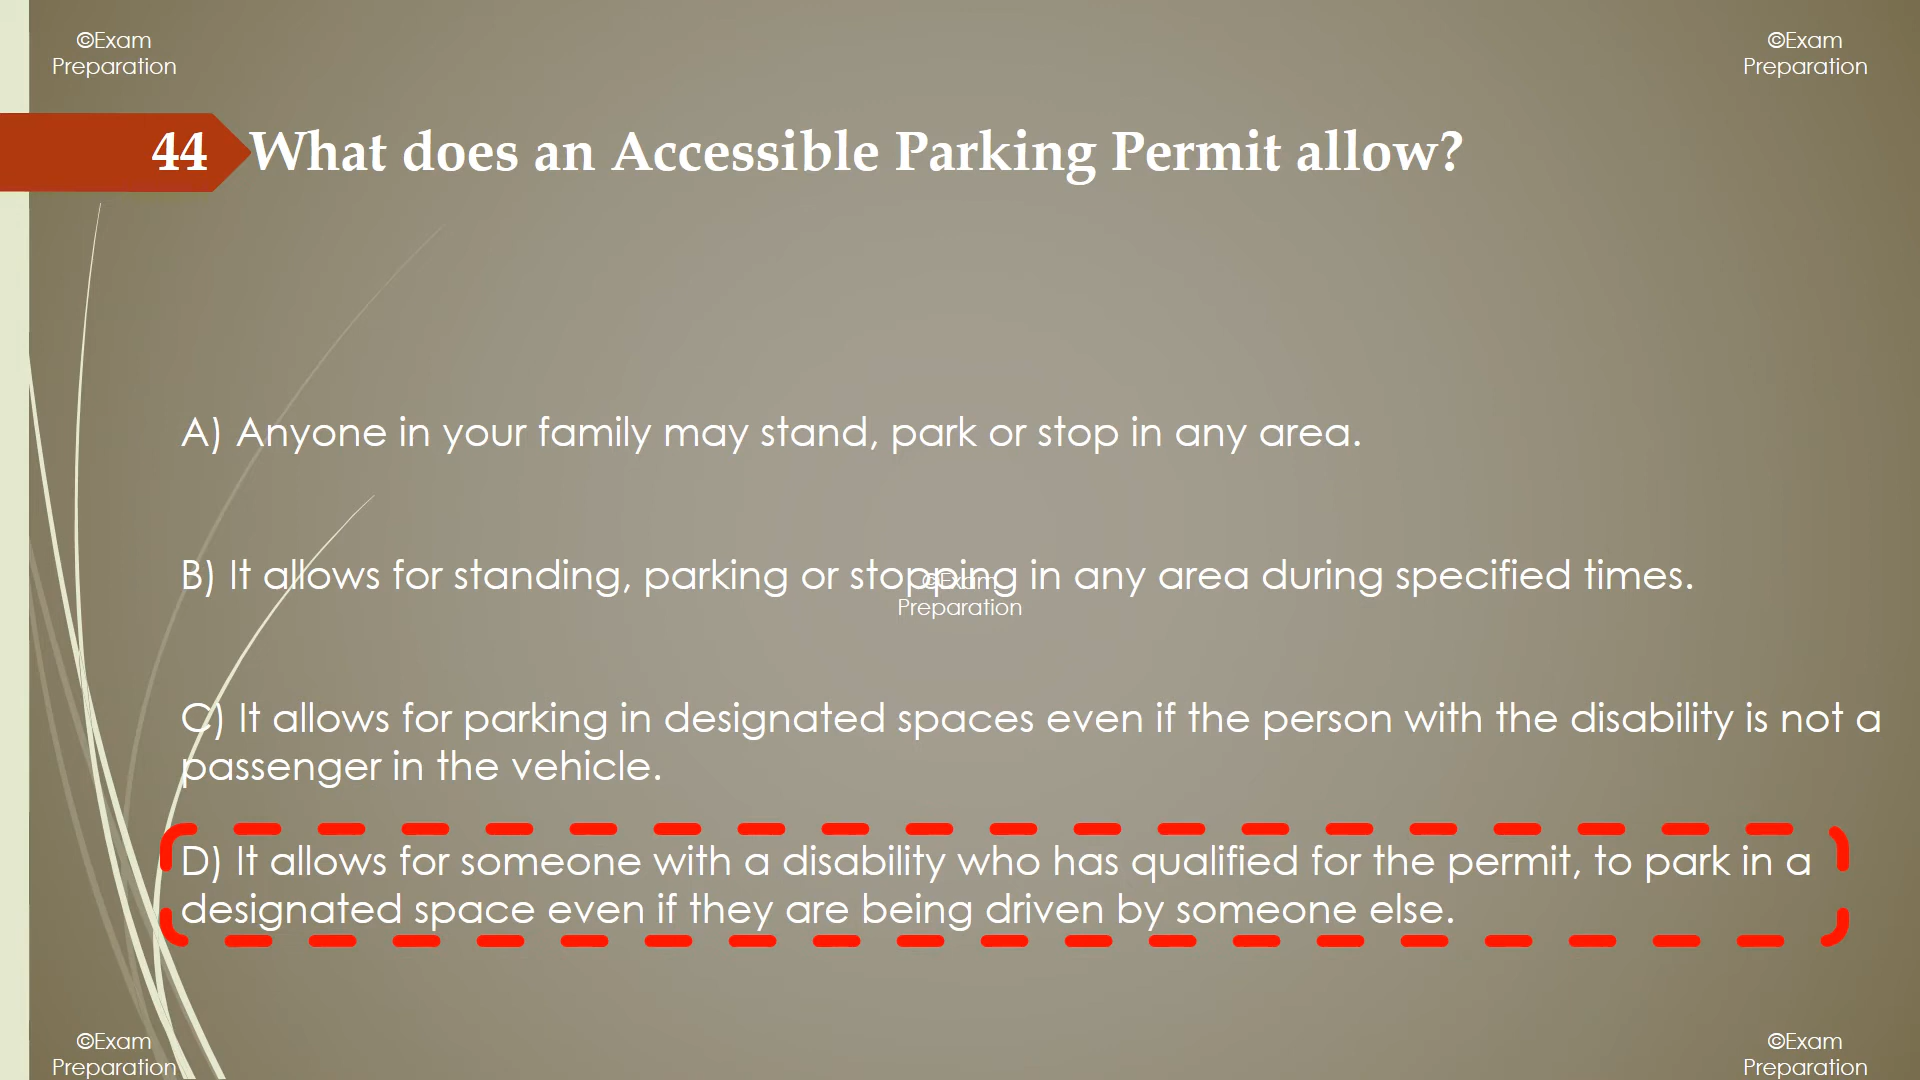 ©Exam
Preparation
©Exam
Preparation
44
What does an Accessible Parking Permit allow?
A) Anyone in your family may stand, park or stop in any area.
B) It allows for standing, parking or stopping in any area during specified times.
©Exam
Preparation
C) It allows for parking in designated spaces even if the person with the disability is not a
passenger in the vehicle.
D) It allows for someone with a disability who has qualified for the permit, to park in a
designated space even if they are being driven by someone else.
©Exam
Preparation
©Exam
Preparation